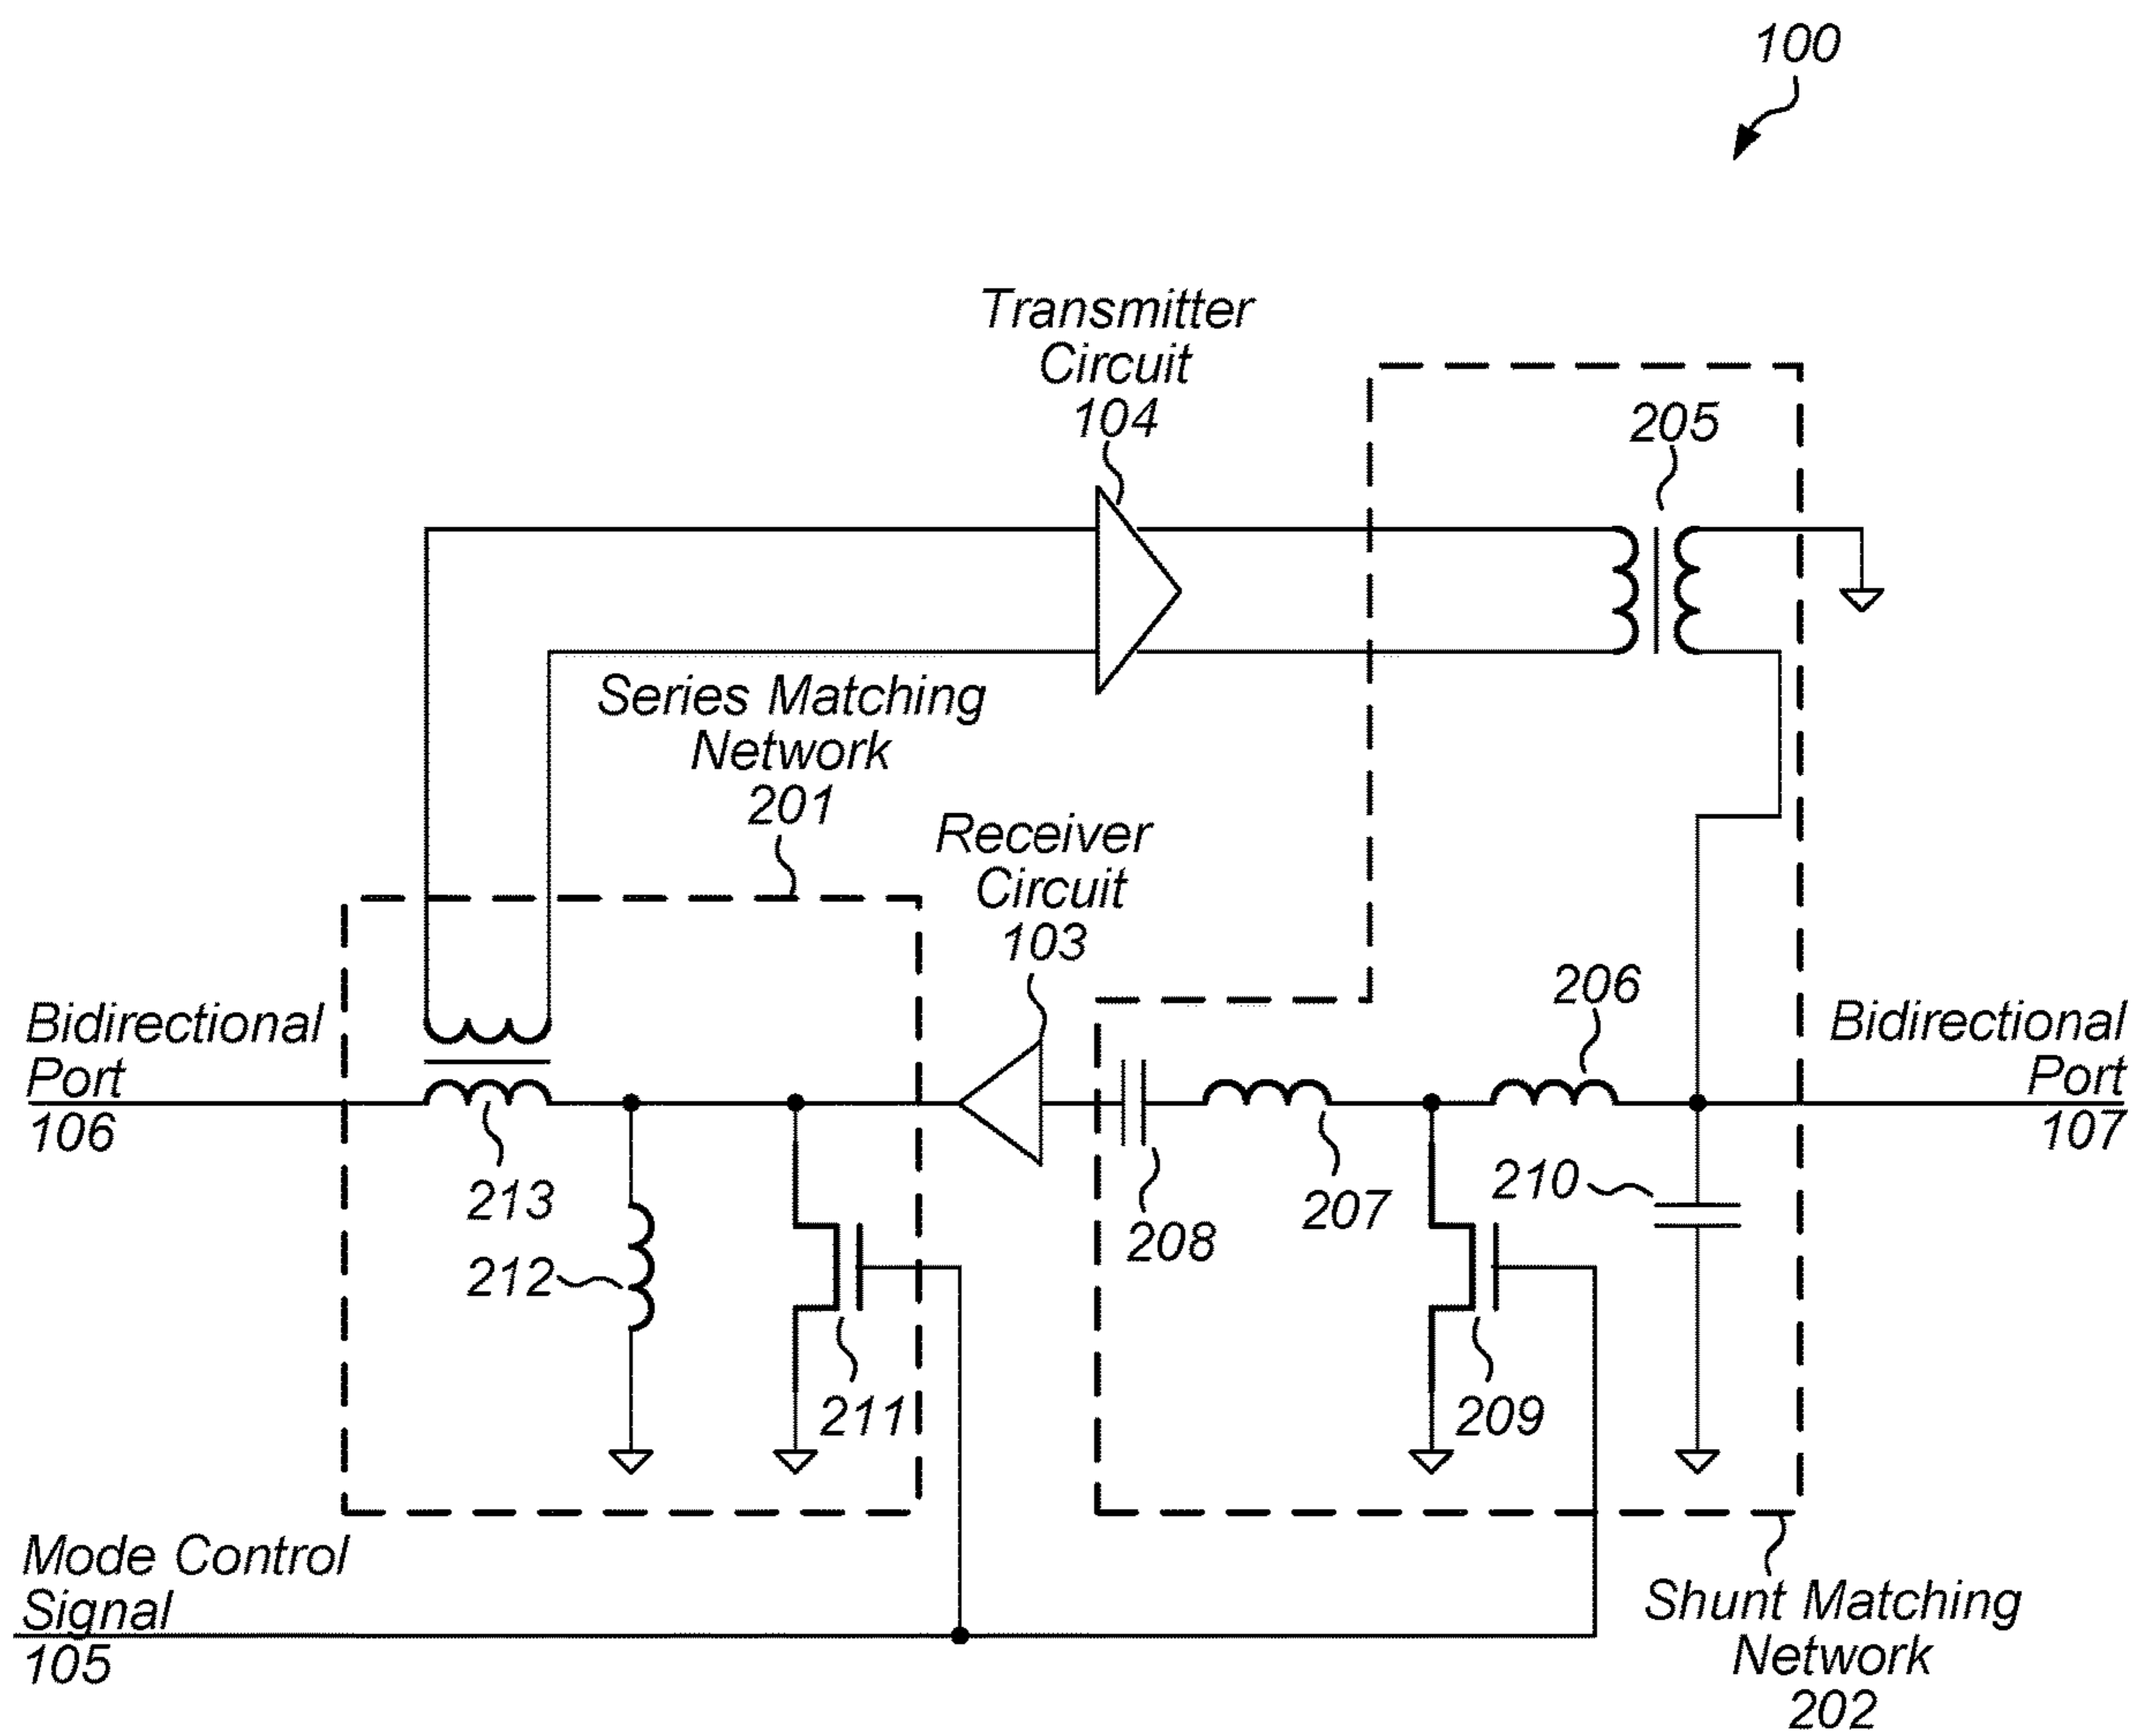 100
Transmitter
Circuit
104
205
Series Matching
Network
201
Receiver
Circuit
103
206
Bidirectional
Port
106
Bidirectional
Port
107
213
210
207
208
212
211
209
Mode Control
Signal
105
Shunt Matching
Network
202